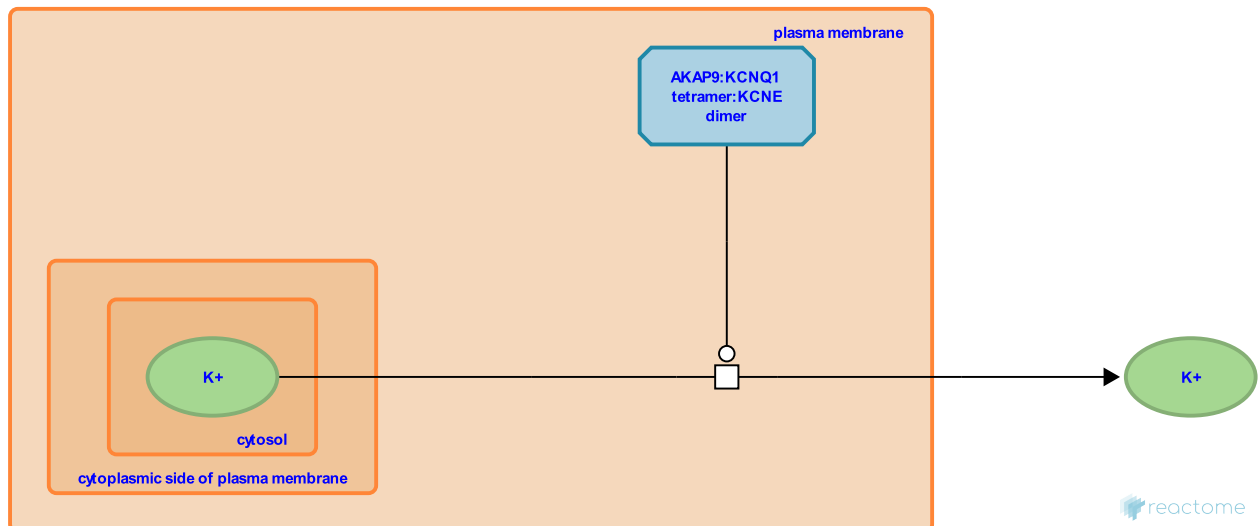 plasma membrane
AKAP9:KCNQ1
tetramer:KCNE
dimer
K+
K+
cytosol
cytoplasmic side of plasma membrane
reactome